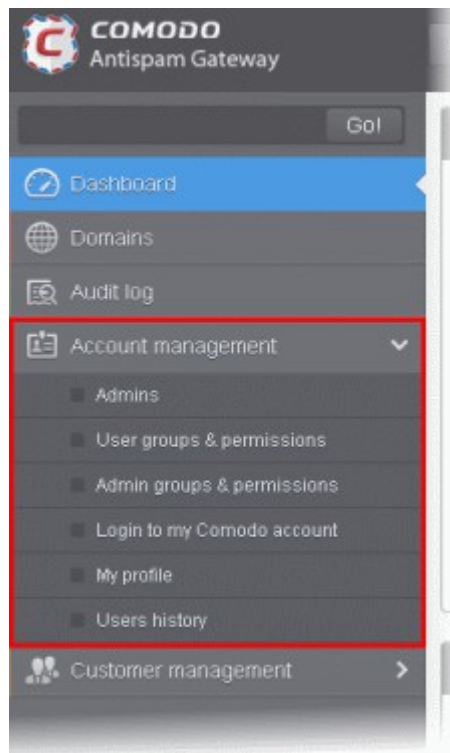 COMODO
Antispam Gateway
Go!
Dashboard
Domains
Audit log
Account management
Admins
User groups & permissions
Admin groups & permissions
Login to my Comodo account
My profile
Users history
Customer management